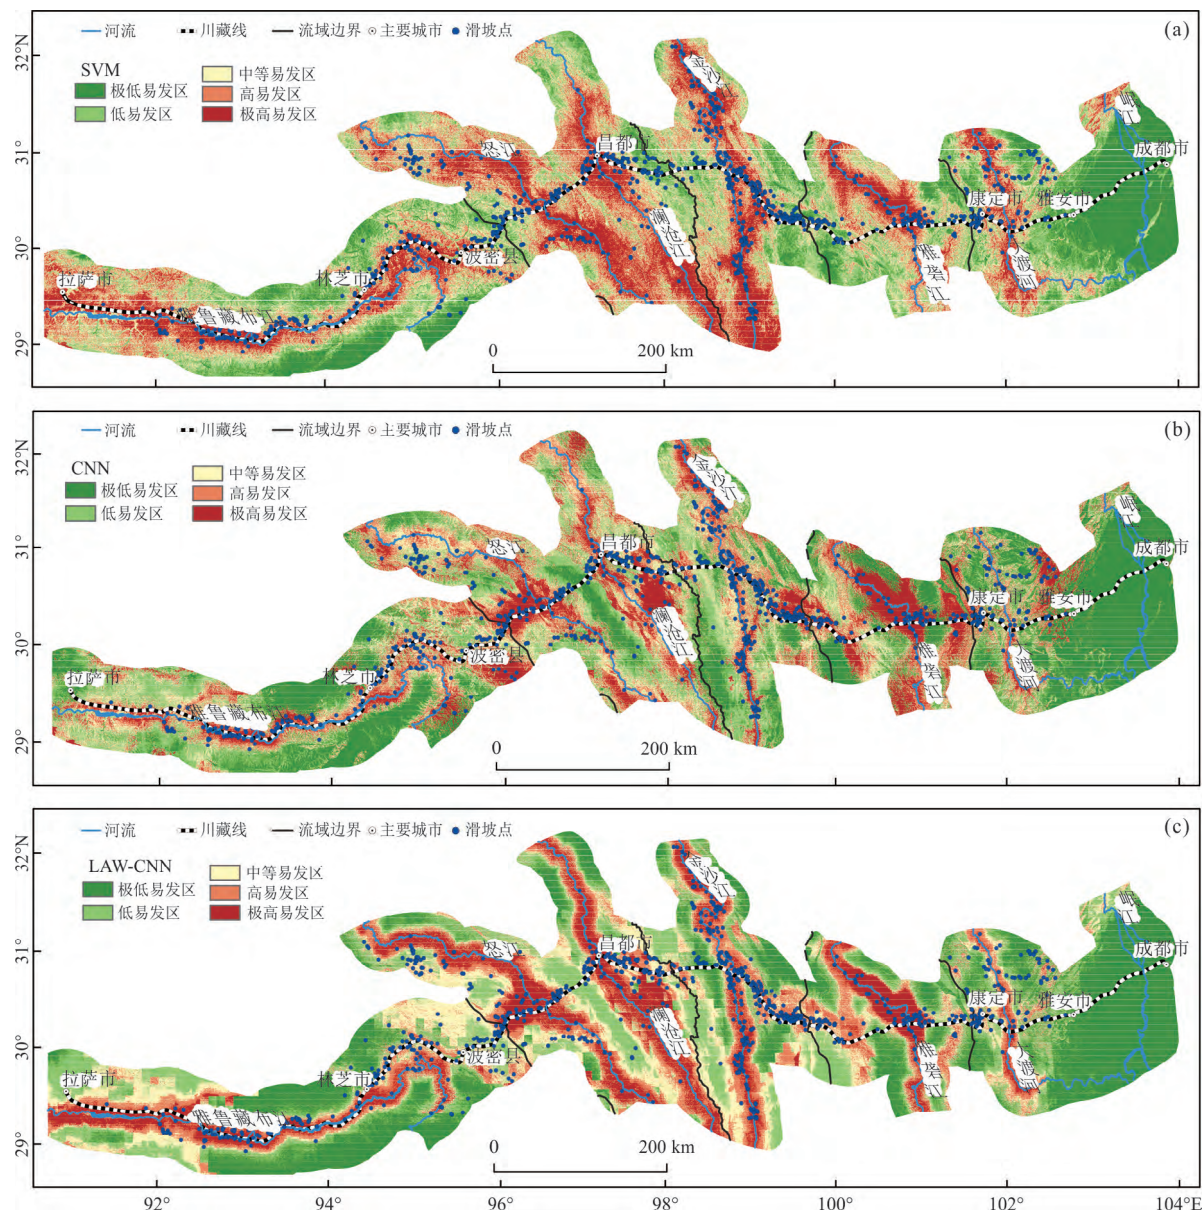 (a)
河流 川藏线 流域边界 主要城市 滑坡点
SVM
极低易发区
低易发区
中等易发区
高易发区
极高易发区
32°N
31°
30°
29°
金沙江
岷江
怒江
昌都市
成都市
澜沧江
康定市
雅安市
波密县
林芝市
拉萨市
雅砻江
大渡河
雅鲁藏布江
0 200 km
(b)
河流 川藏线 流域边界 主要城市 滑坡点
CNN
极低易发区
低易发区
中等易发区
高易发区
极高易发区
32°N
31°
30°
29°
金沙江
岷江
怒江
昌都市
成都市
澜沧江
康定市
雅安市
波密县
林芝市
拉萨市
雅砻江
大渡河
雅鲁藏布江
0 200 km
(c)
河流 川藏线 流域边界 主要城市 滑坡点
LAW-CNN
极低易发区
低易发区
中等易发区
高易发区
极高易发区
32°N
31°
30°
29°
金沙江
岷江
怒江
昌都市
成都市
澜沧江
康定市
雅安市
波密县
林芝市
拉萨市
雅砻江
大渡河
雅鲁藏布江
0 200 km
92° 94° 96° 98° 100° 102° 104°E